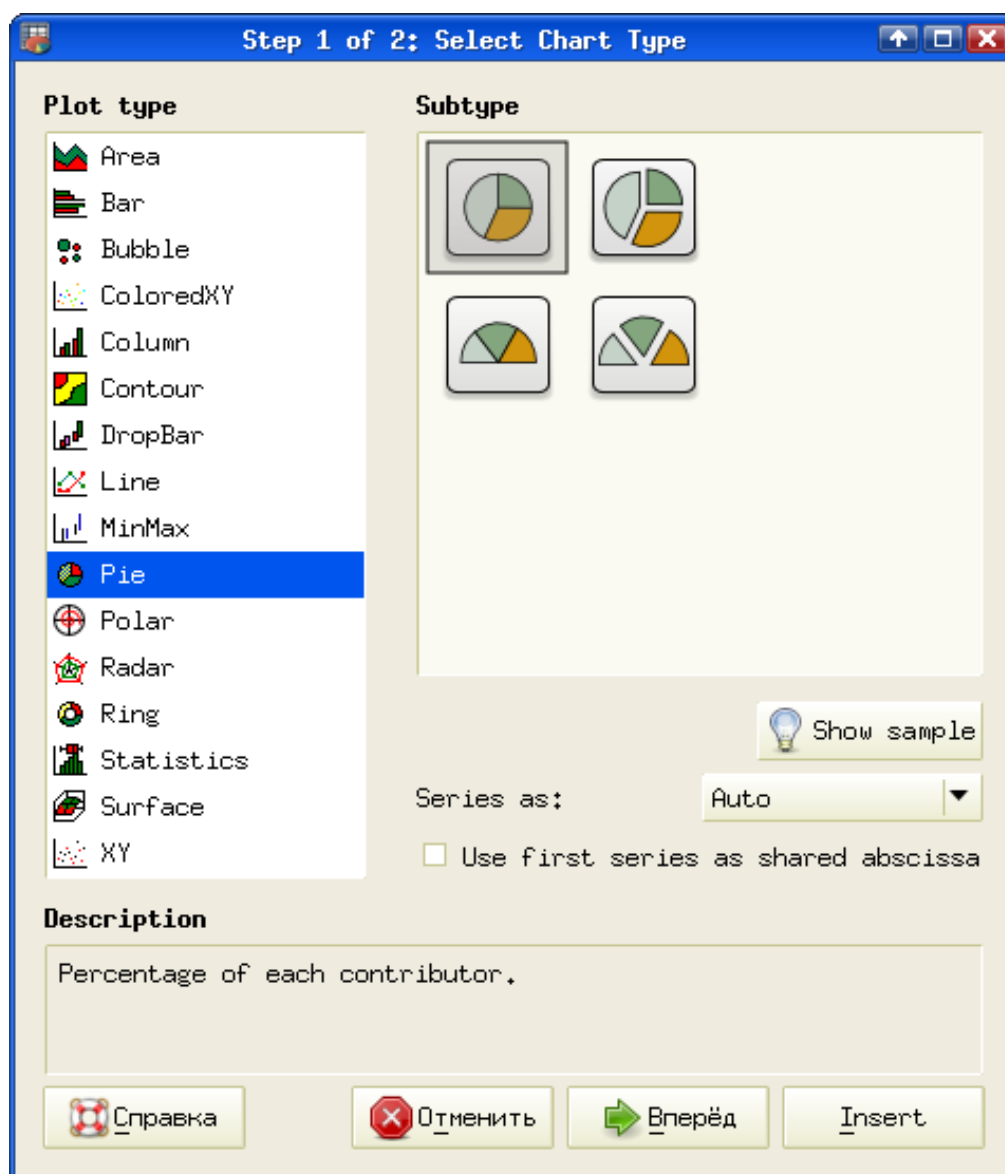 Step 1 of 2: Select Chart Type
Plot type
Subtype
Area
Bar
Bubble
ColoredXY
Column
Contour
DropBar
Line
MinMax
Pie
Polar
Radar
Ring
Statistics
Surface
XY
Show sample
Series as: Auto
Use first series as shared abscissa
Description
Percentage of each contributor.
Справка Отменить Вперёд Insert